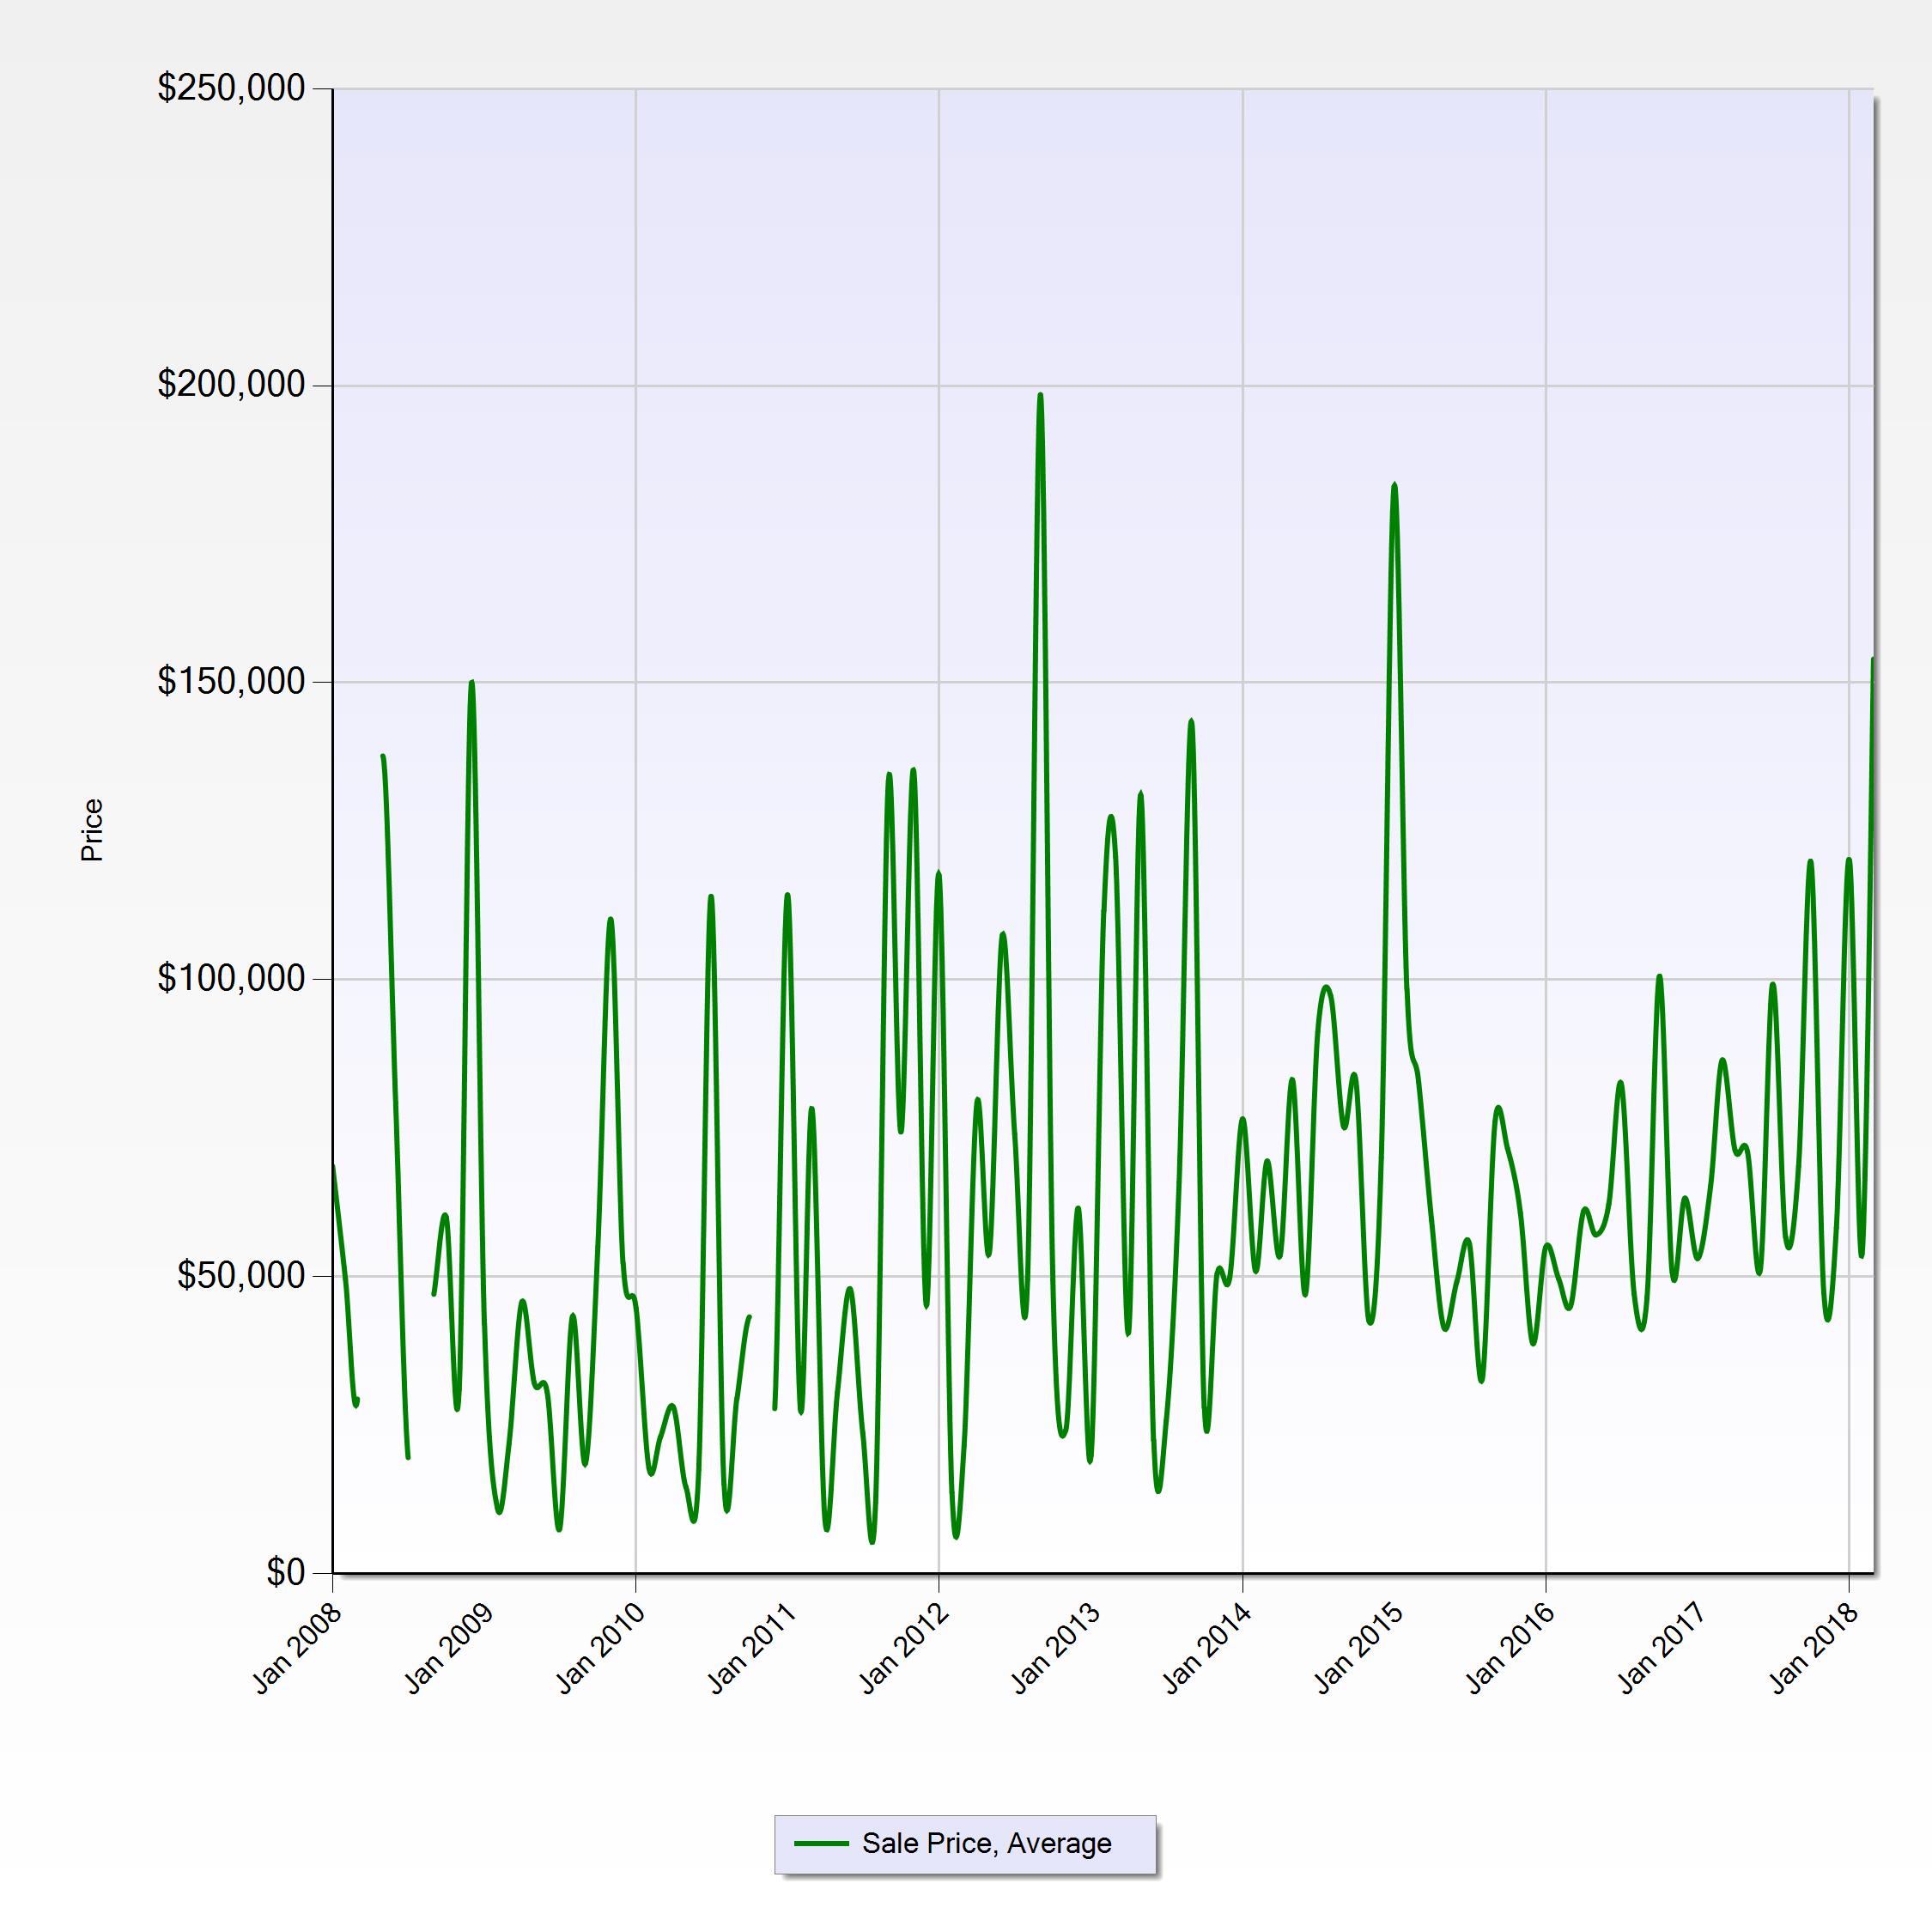 $250,000
$200,000
$150,000
$100,000
$50,000
$0
Price
Jan 2008
Jan 2009
Jan 2010
Jan 2011
Jan 2012
Jan 2013
Jan 2014
Jan 2015
Jan 2016
Jan 2017
Jan 2018
Sale Price, Average